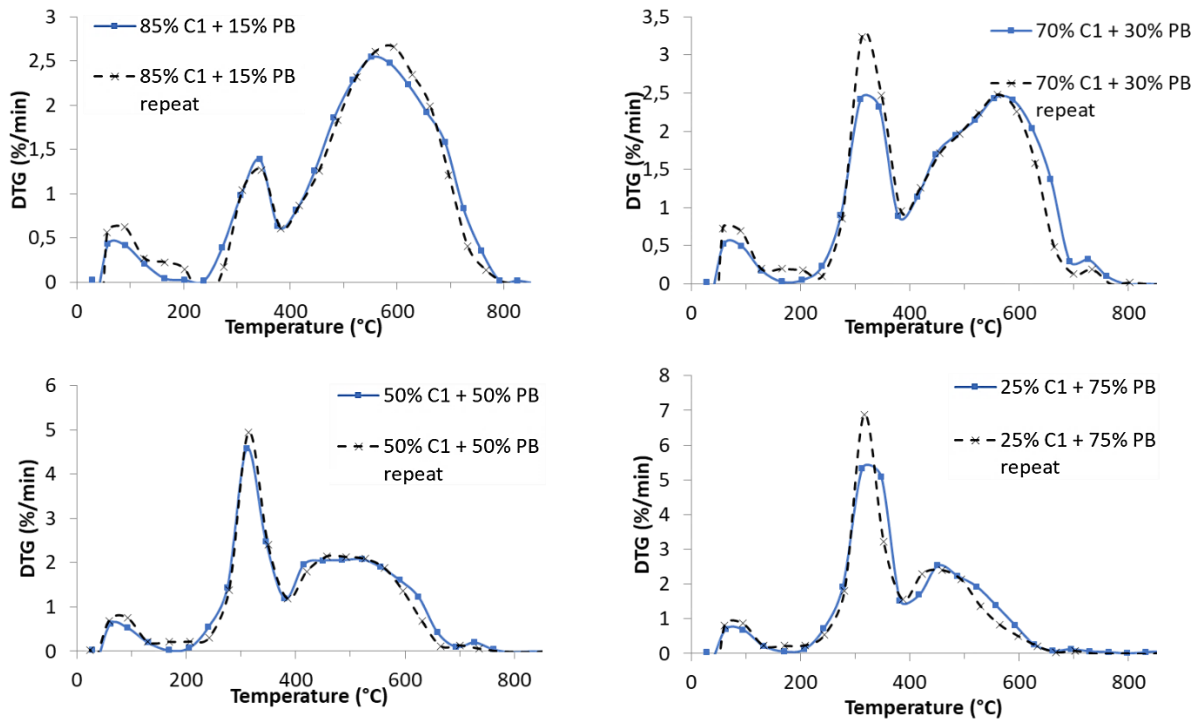 3
2,5
2
1,5
1
0,5
0
DTG (%/min)
0
200
400
600
800
Temperature (°C)
85% C1 + 15% PB
85% C1 + 15% PB
repeat
3,5
3
2,5
2
1,5
1
0,5
0
DTG (%/min)
0
200
400
600
800
Temperature (°C)
70% C1 + 30% PB
70% C1 + 30% PB
repeat
6
5
4
3
2
1
0
DTG (%/min)
0
200
400
600
800
Temperature (°C)
50% C1 + 50% PB
50% C1 + 50% PB
repeat
8
7
6
5
4
3
2
1
0
DTG (%/min)
0
200
400
600
800
Temperature (°C)
25% C1 + 75% PB
25% C1 + 75% PB
repeat